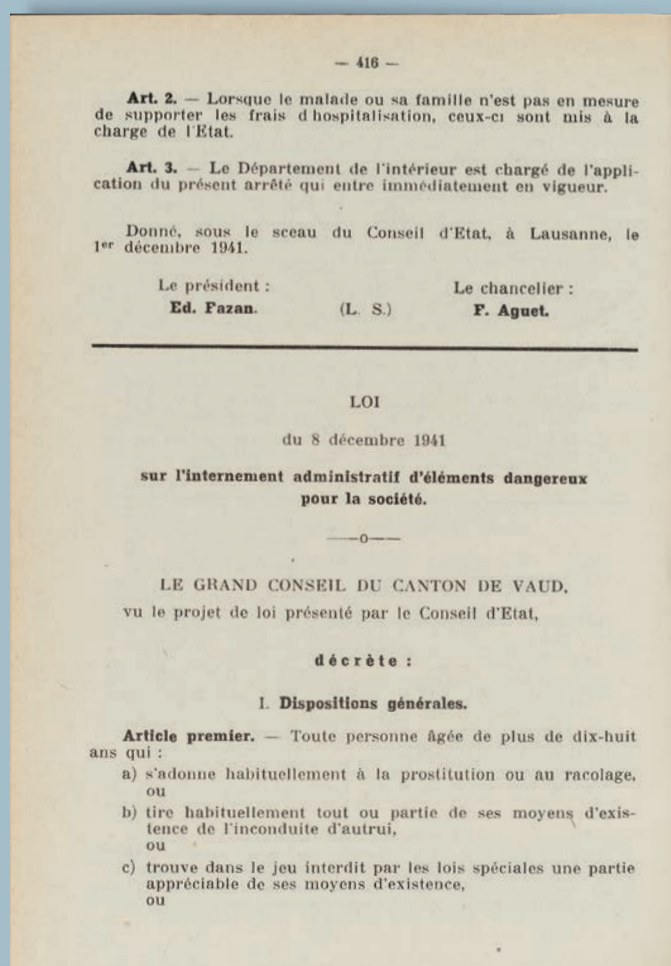 — 416 —
Art. 2. — Lorsque le malade ou sa famille n'est pas en mesure
de supporter les frais d hospitalisation, ceux-ci sont mis à la
charge de l'Etat.
Art. 3. — Le Département de l'intérieur est chargé de l'appli-
cation du présent arrêté qui entre immédiatement en vigueur.
Donné, sous le sceau du Conseil d'Etat, à Lausanne, le
1er décembre 1941.
Le président : Le chancelier :
Ed. Fazan. (L. S.) F. Aguet.
LOI
du 8 décembre 1941
sur l'internement administratif d'éléments dangereux
pour la société.
——o——
LE GRAND CONSEIL DU CANTON DE VAUD,
vu le projet de loi présenté par le Conseil d'Etat,
décrète :
I. Dispositions générales.
Article premier. — Toute personne âgée de plus de dix-huit
ans qui :
a) s'adonne habituellement à la prostitution ou au racolage,
ou
b) tire habituellement tout ou partie de ses moyens d'exis-
tence de l'inconduite d'autrui,
ou
c) trouve dans le jeu interdit par les lois spéciales une partie
appréciable de ses moyens d'existence,
ou